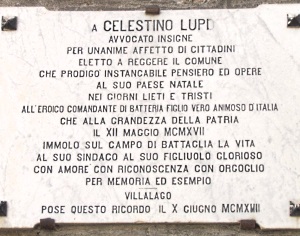 A CELESTINO LUPI
AVVOCATO INSIGNE
PER UNANIME AFFETTO DI CITTADINI
ELETTO A REGGERE IL COMUNE
CHE PRODIGO INSTANCABILE PENSIERO ED OPERE
AL SUO PAESE NATALE
NEI GIORNI LIETI E TRISTI
ALL'EROICO COMANDANTE DI BATTERIA FIGLIO VERO ANIMOSO D'ITALIA
CHE ALLA GRANDEZZA DELLA PATRIA
IL XII MAGGIO MCMXVII
IMMOLO SUL CAMPO DI BATTAGLIA LA VITA
AL SUO SINDACO AL SUO FIGLIUOLO GLORIOSO
CON AMORE CON RICONOSCENZA CON ORGOGLIO
PER MEMORIA ED ESEMPIO
VILLALAGO
POSE QUESTO RICORDO IL X GIUGNO